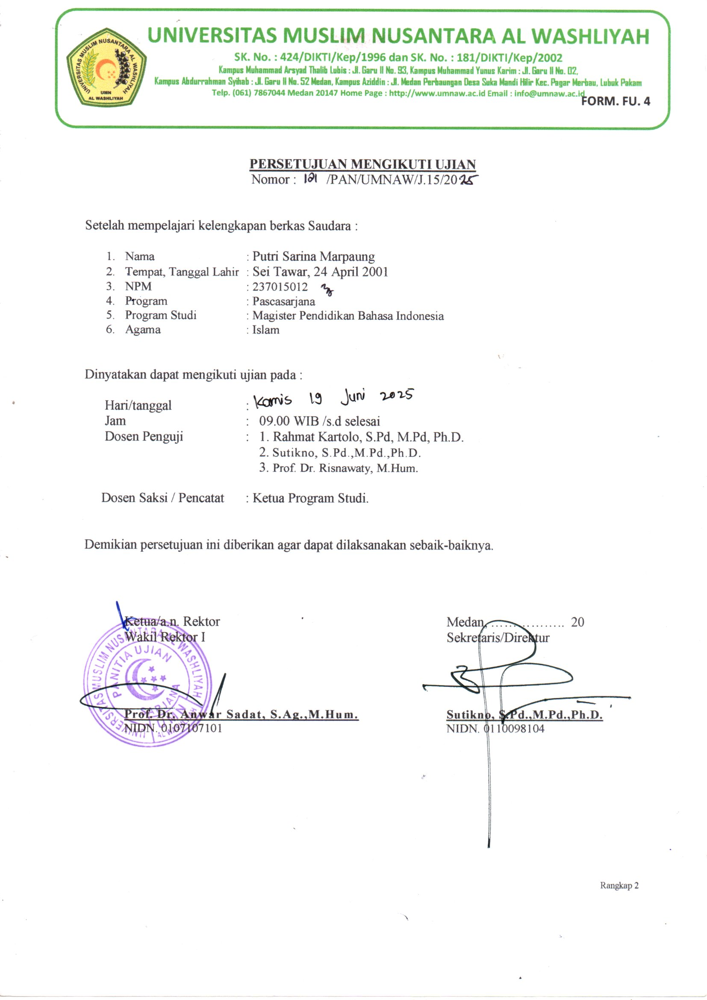 UNIVERSITAS MUSLIM NUSANTARA AL WASHLIYAH
SK. No. : 424/DIKTI/Kep/1996 dan SK. No. : 181/DIKTI/Kep/2002
Kampus Muhammad Arsyad Thalib Lubis : Jl. Garu II No. 93, Kampus Muhammad Yunus Karim : Jl. Garu II No. 02,
Kampus Abdurrahman Syihab : Jl. Garu II No. 52 Medan, Kampus Aziddin : Jl. Medan Perbaungan Desa Suka Mandi Hilir Kec. Pagar Merbau, Lubuk Pakam
Telp. (061) 7867044 Medan 20147 Home Page : http://www.umnaw.ac.id Email : info@umnaw.ac.id
FORM. FU. 4
UNIVERSITAS MUSLIM NUSANTARA AL WASHLIYAH
UMN
AL WASHLIYAH
PERSETUJUAN MENGIKUTI UJIAN
Nomor : /PAN/UMNAW/J.15/2025
Setelah mempelajari kelengkapan berkas Saudara :
1. Nama : Putri Sarina Marpaung
2. Tempat, Tanggal Lahir : Sei Tawar, 24 April 2001
3. NPM : 237015012
4. Program : Pascasarjana
5. Program Studi : Magister Pendidikan Bahasa Indonesia
6. Agama : Islam
Dinyatakan dapat mengikuti ujian pada :
Hari/tanggal : Kamis 19 Juni 2025
Jam : 09.00 WIB /s.d selesai
Dosen Penguji : 1. Rahmat Kartolo, S.Pd, M.Pd, Ph.D.
2. Sutikno, S.Pd.,M.Pd.,Ph.D.
3. Prof. Dr. Risnawaty, M.Hum.
Dosen Saksi / Pencatat : Ketua Program Studi.
Demikian persetujuan ini diberikan agar dapat dilaksanakan sebaik-baiknya.
Ketua/a.n. Rektor
Wakil Rektor I
Medan, ................. 20
Sekretaris/Direktur
UNIVERSITAS MUSLIM NUSANTARA AL WASHLIYAH
PANITIA UJIAN
SARJANA
UMN
AL WASHLIYAH
Prof. Dr. Anwar Sadat, S.Ag.,M.Hum.
NIDN. 0107107101
Sutikno, S.Pd.,M.Pd.,Ph.D.
NIDN. 0110098104
Rangkap 2